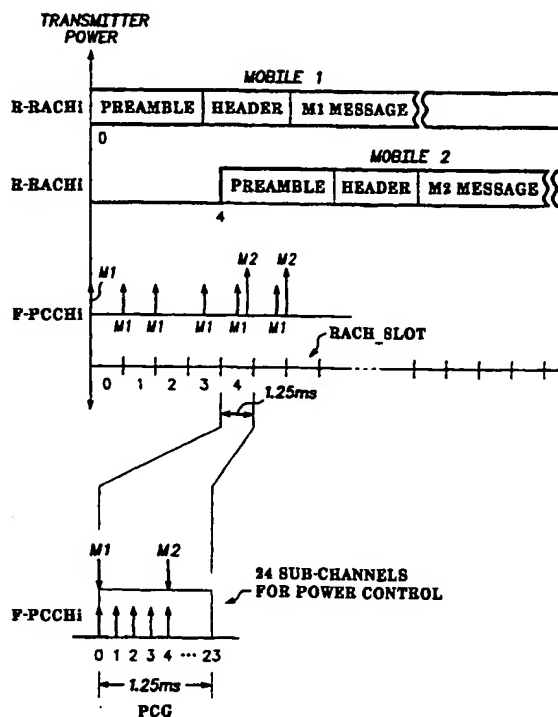 TRANSMITTER
POWER
MOBILE 1
R-RACHi PREAMBLE HEADER M1 MESSAGE
0
MOBILE 2
R-RACHi PREAMBLE HEADER M2 MESSAGE
4
M1 M2 M2
F-PCCHi
M1 M1 M1 M1 M1
RACH_SLOT
0 1 2 3 4
1.25ms
M1 M2
24 SUB-CHANNELS
FOR POWER CONTROL
F-PCCHi
0 1 2 3 4 ... 23
1.25ms
PCG